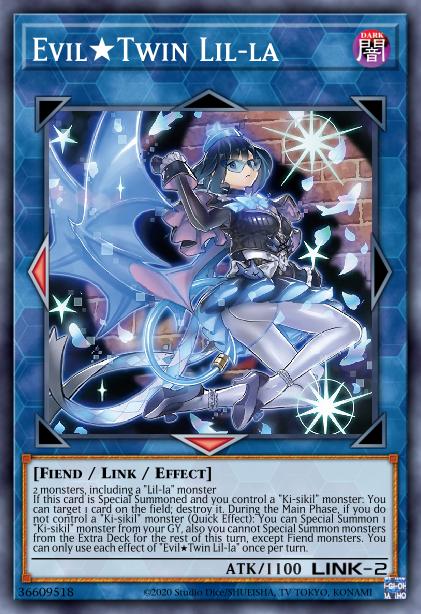 Evil★Twin Lil-la
DARK
闇
[Fiend / Link / Effect]
2 monsters, including a "Lil-la" monster
If this card is Special Summoned and you control a "Ki-sikil" monster: You
can target 1 card on the field; destroy it. During the Main Phase, if you do
not control a "Ki-sikil" monster (Quick Effect): You can Special Summon 1
"Ki-sikil" monster from your GY, also you cannot Special Summon monsters
from the Extra Deck for the rest of this turn, except Fiend monsters. You
can only use each effect of "Evil★Twin Lil-la" once per turn.
ATK/1100 LINK-2
36609518 ©2020 Studio Dice/SHUEISHA, TV TOKYO, KONAMI